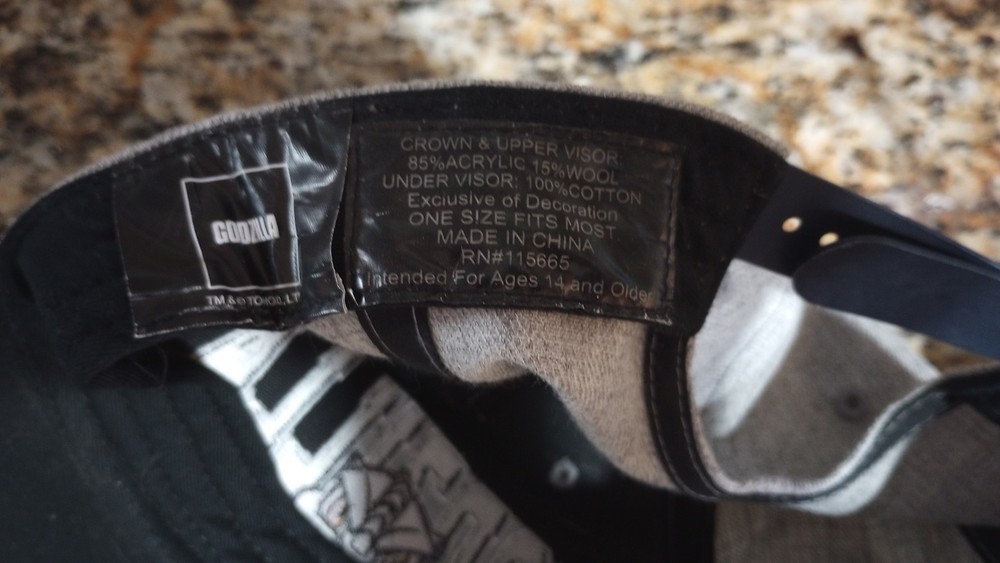 GODZILLA
TM & © TOHO CO., LT
CROWN & UPPER VISOR:
85%ACRYLIC 15%WOOL
UNDER VISOR: 100%COTTON
Exclusive of Decoration
ONE SIZE FITS MOST
MADE IN CHINA
RN#115665
Intended For Ages 14 and Older